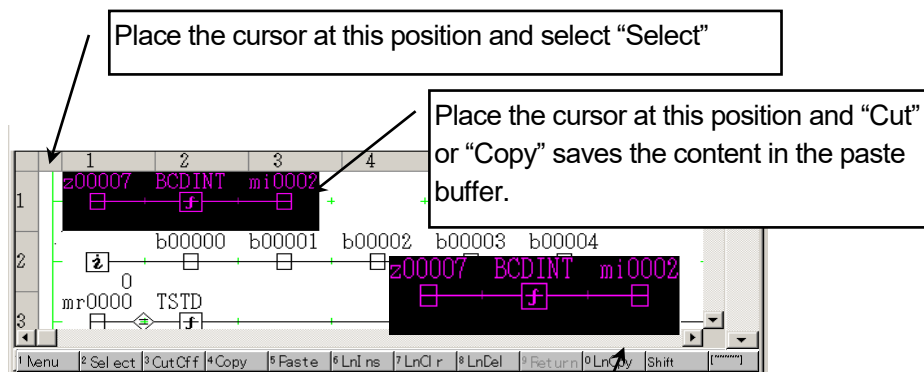 Place the cursor at this position and select “Select”
Place the cursor at this position and “Cut”
or “Copy” saves the content in the paste
buffer.
1 2 3 4
z00007 BCDINT mi0002
1
b00000 b00001 b00002 b00003 b00004
2 i
z00007 BCDINT mi0002
0
mr0000 TSTD
3
1 Menu 2 Select 3 CutCff 4 Copy 5 Paste 6 LnIns 7 LnClr 8 LnDel 9 Return 0 LnCpy Shift